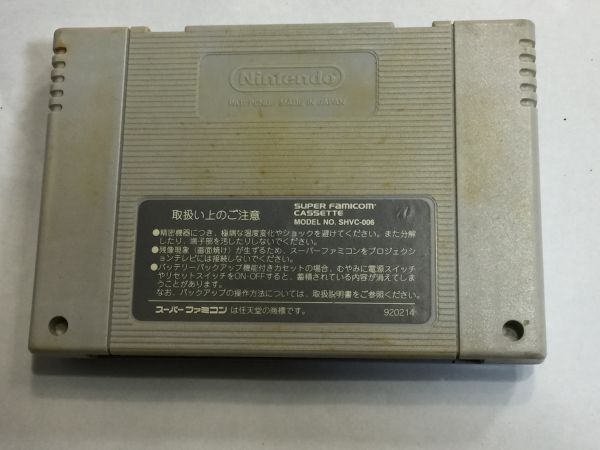 Nintendo
PAT. PEND. MADE IN JAPAN
取扱い上のご注意
SUPER FAMICOM
CASSETTE
MODEL NO. SHVC-006
●精密機器につき、極端な温度変化やショックを避けてください。また分解
したり、端子部を汚したりしないでください。
●残像現象(画面焼け)が生ずるため、スーパーファミコンをプロジェクシ
ョンテレビには接続しないでください。
●バッテリーバックアップ機能付きカセットの場合、むやみに電源スイッチ
やリセットスイッチをON-OFFすると、蓄積されている内容が消えてしま
うことがあります。
なお、バックアップの操作方法については、取扱説明書をご参照ください。
スーパーファミコンは任天堂の商標です。
920214